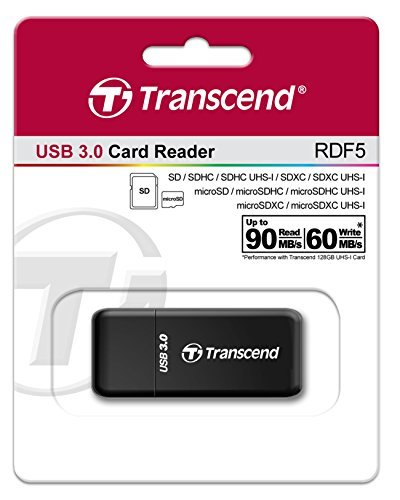 Transcend®
USB 3.0 Card Reader
RDF5
SD / SDHC / SDHC UHS-I / SDXC / SDXC UHS-I
microSD / microSDHC / microSDHC UHS-I
microSDXC / microSDXC UHS-I
SD
microSD
Up to
90 Read MB/s 60 Write MB/s*
*Performance with Transcend 128GB UHS-I Card
USB 3.0
Transcend